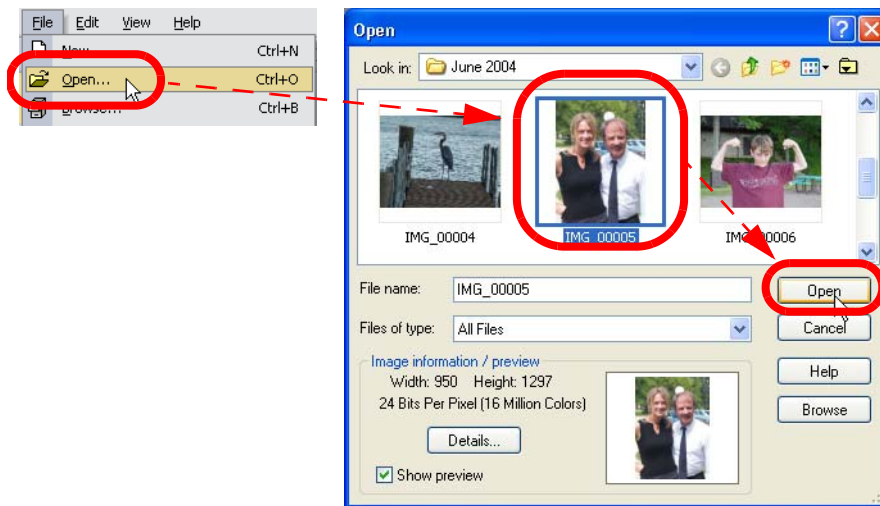 File Edit View Help
New... Ctrl+N
Open... Ctrl+O
Browse... Ctrl+B
Open
Look in: June 2004
IMG_00004 IMG_00005 IMG_00006
File name: IMG_00005 Open
Files of type: All Files Cancel
Image information / preview
Width: 950 Height: 1297
24 Bits Per Pixel (16 Million Colors)
Details...
Show preview
Help
Browse